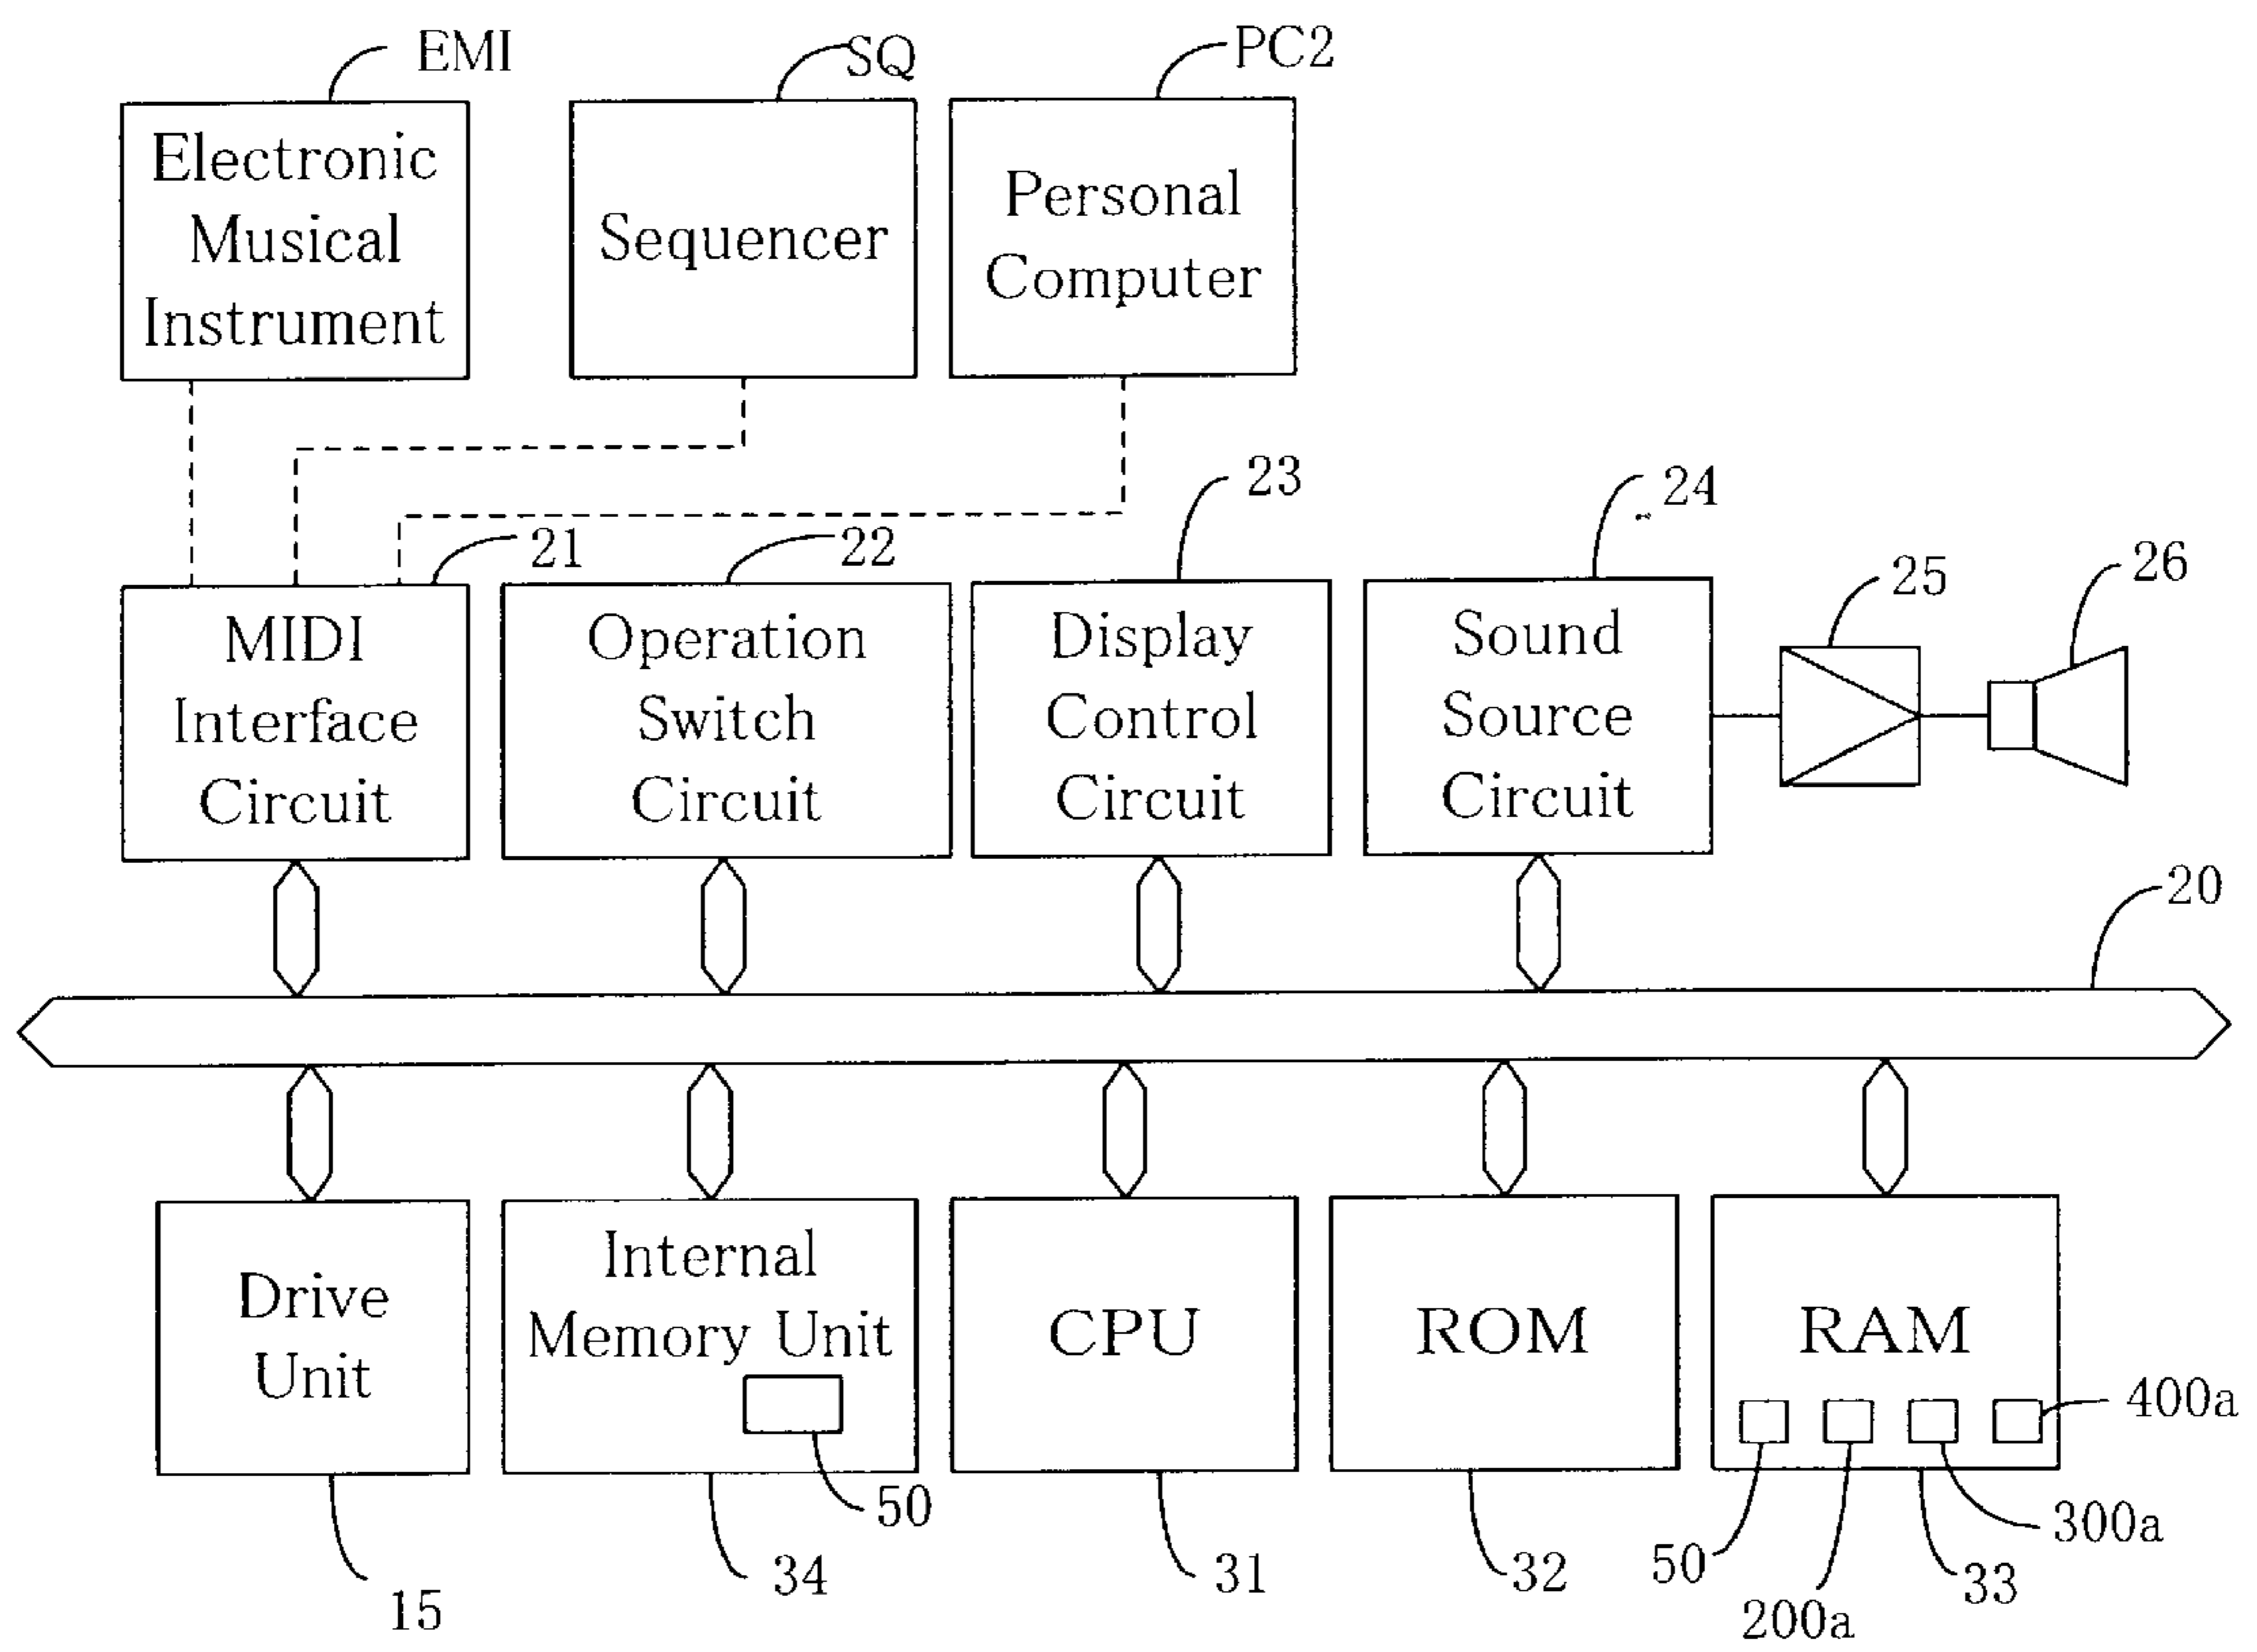 EMI
SQ
PC2
Electronic
Musical
Instrument
Sequencer
Personal
Computer
21
22
23
24
25
26
MIDI
Interface
Circuit
Operation
Switch
Circuit
Display
Control
Circuit
Sound
Source
Circuit
20
Drive
Unit
Internal
Memory Unit
CPU
ROM
RAM
400a
50
300a
15
34
31
32
50
200a
33